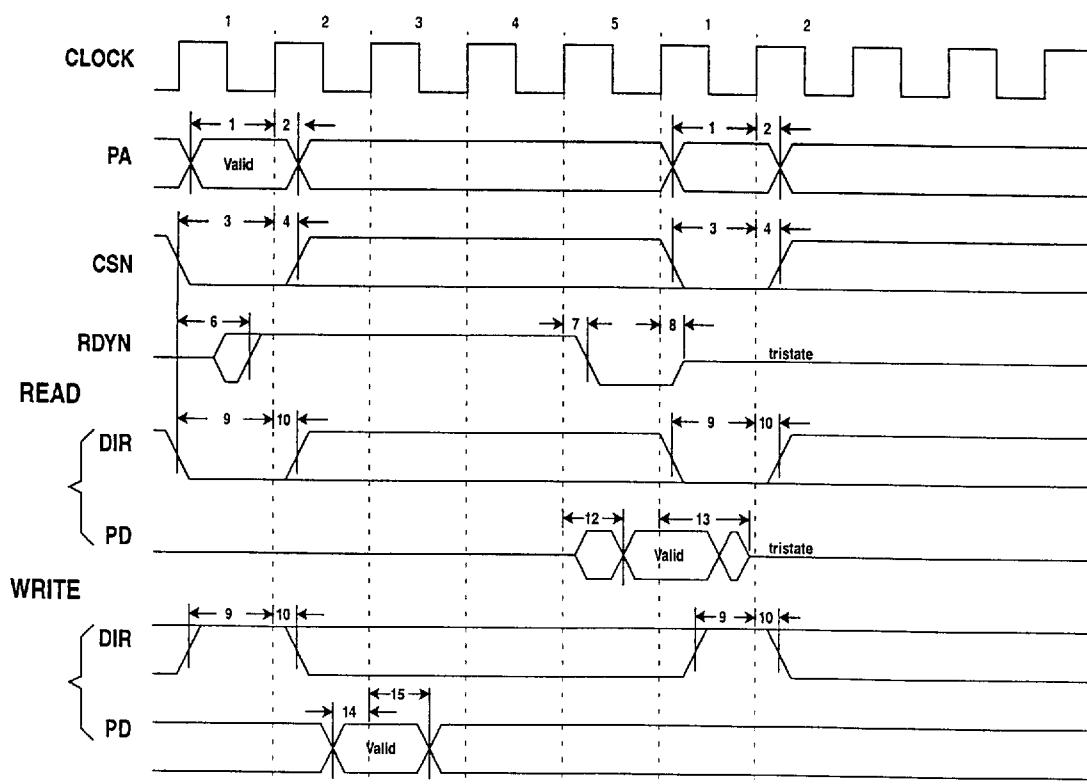 1 2 3 4 5 1 2
CLOCK
1 2 1 2
PA Valid
3 4 3 4
CSN
6 7 8
RDYN tristate
READ
9 10 9 10
DIR
12 13
PD Valid tristate
WRITE
9 10 9 10
DIR
15
14
PD Valid